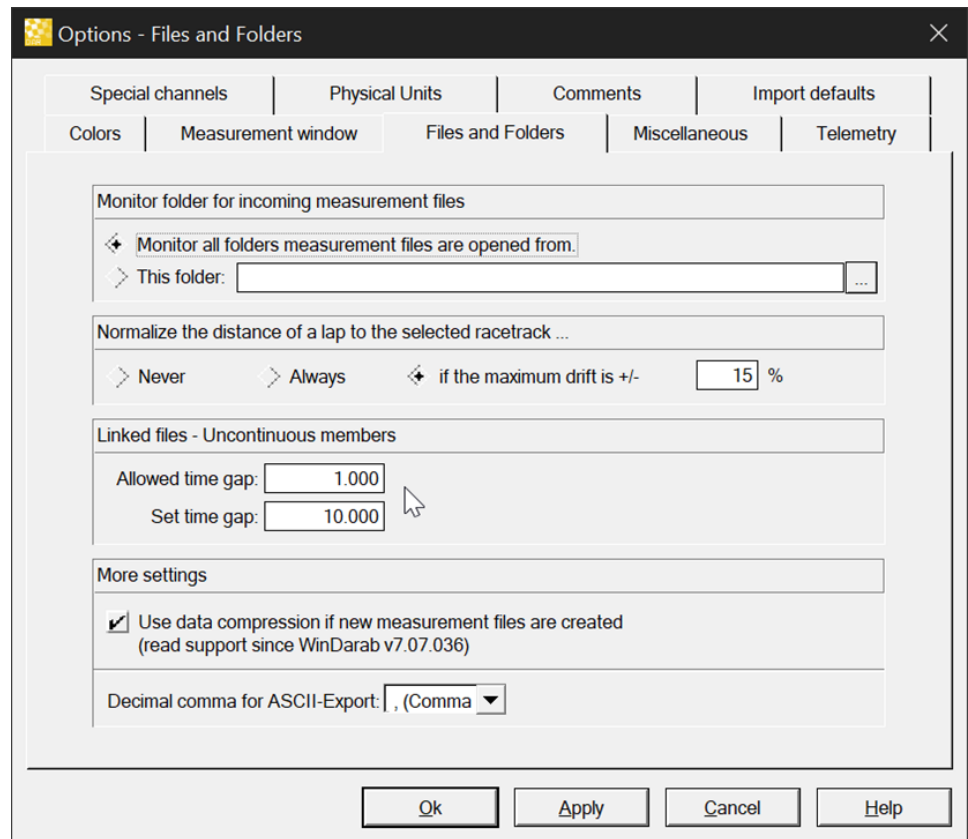 Options - Files and Folders
Special channels
Physical Units
Comments
Import defaults
Colors
Measurement window
Files and Folders
Miscellaneous
Telemetry
Monitor folder for incoming measurement files
Monitor all folders measurement files are opened from.
This folder:
...
Normalize the distance of a lap to the selected racetrack ...
Never
Always
if the maximum drift is +/-
15 %
Linked files - Uncontinuous members
Allowed time gap: 1.000
Set time gap: 10.000
More settings
Use data compression if new measurement files are created
(read support since WinDarab v7.07.036)
Decimal comma for ASCII-Export: , (Comma
Ok
Apply
Cancel
Help